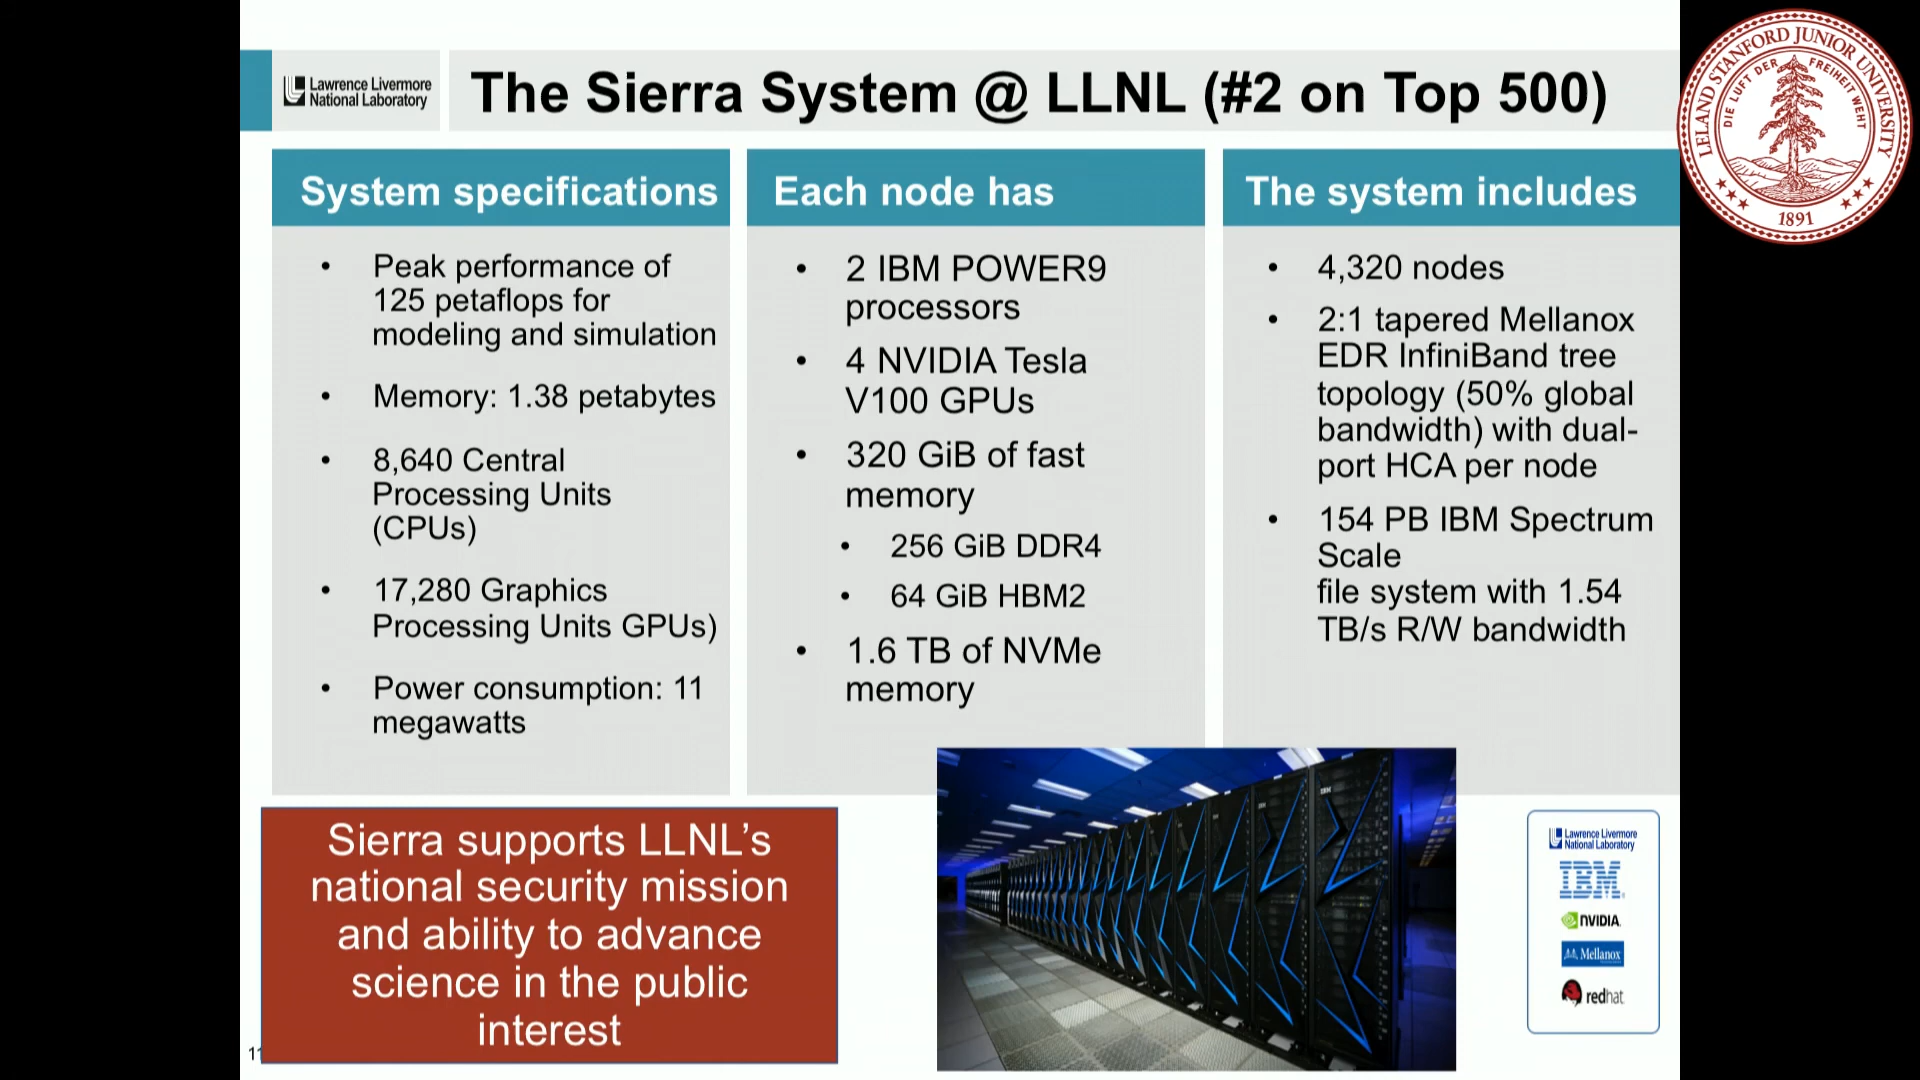 Lawrence Livermore
National Laboratory
The Sierra System @ LLNL (#2 on Top 500)
System specifications
• Peak performance of
125 petaflops for
modeling and simulation
• Memory: 1.38 petabytes
• 8,640 Central
Processing Units
(CPUs)
• 17,280 Graphics
Processing Units GPUs)
• Power consumption: 11
megawatts
Each node has
• 2 IBM POWER9
processors
• 4 NVIDIA Tesla
V100 GPUs
• 320 GiB of fast
memory
• 256 GiB DDR4
• 64 GiB HBM2
• 1.6 TB of NVMe
memory
The system includes
• 4,320 nodes
• 2:1 tapered Mellanox
EDR InfiniBand tree
topology (50% global
bandwidth) with dual-
port HCA per node
• 154 PB IBM Spectrum
Scale
file system with 1.54
TB/s R/W bandwidth
Sierra supports LLNL’s
national security mission
and ability to advance
science in the public
interest
IBM
IBM
Lawrence Livermore
National Laboratory
IBM
NVIDIA
Mellanox
redhat
LELAND STANFORD JUNIOR UNIVERSITY
DIE LUFT DER FREIHEIT WEHT
1891